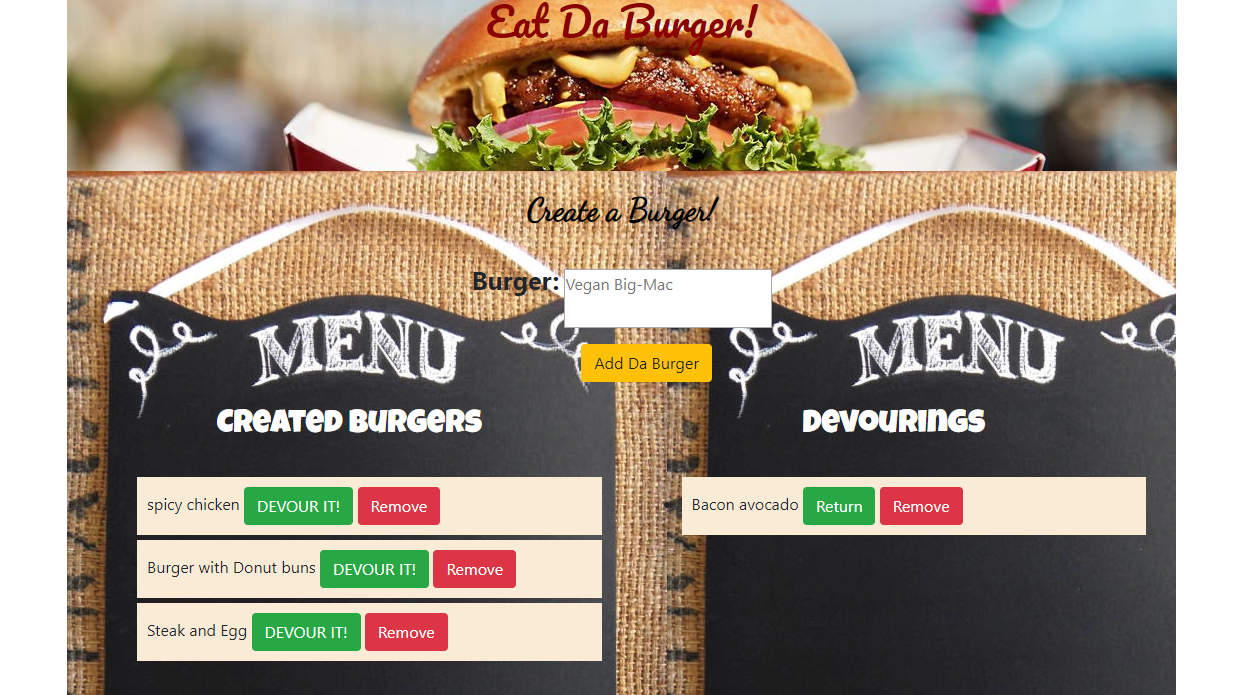 Eat Da Burger!
Create a Burger!
Burger: Vegan Big-Mac
Add Da Burger
MENU
MENU
Created Burgers
Devourings
spicy chicken DEVOUR IT! Remove
Bacon avocado Return Remove
Burger with Donut buns DEVOUR IT! Remove
Steak and Egg DEVOUR IT! Remove